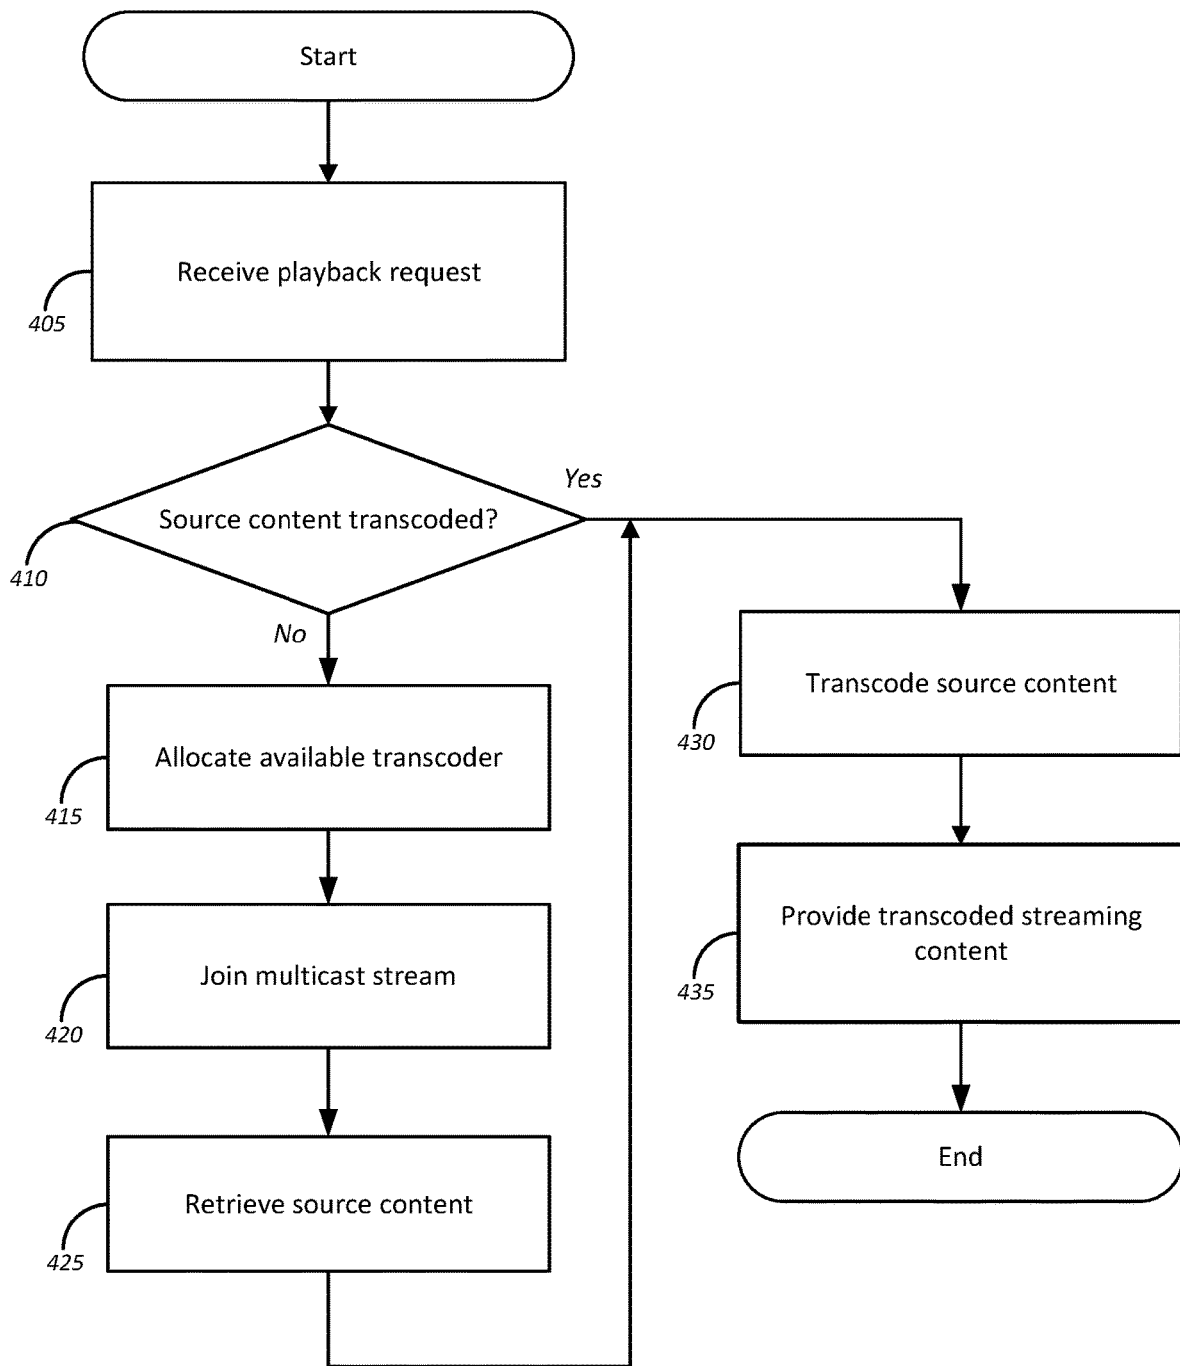 Start
Receive playback request
405
Source content transcoded?
Yes
410
No
Allocate available transcoder
415
Join multicast stream
420
Retrieve source content
425
Transcode source content
430
Provide transcoded streaming
content
435
End